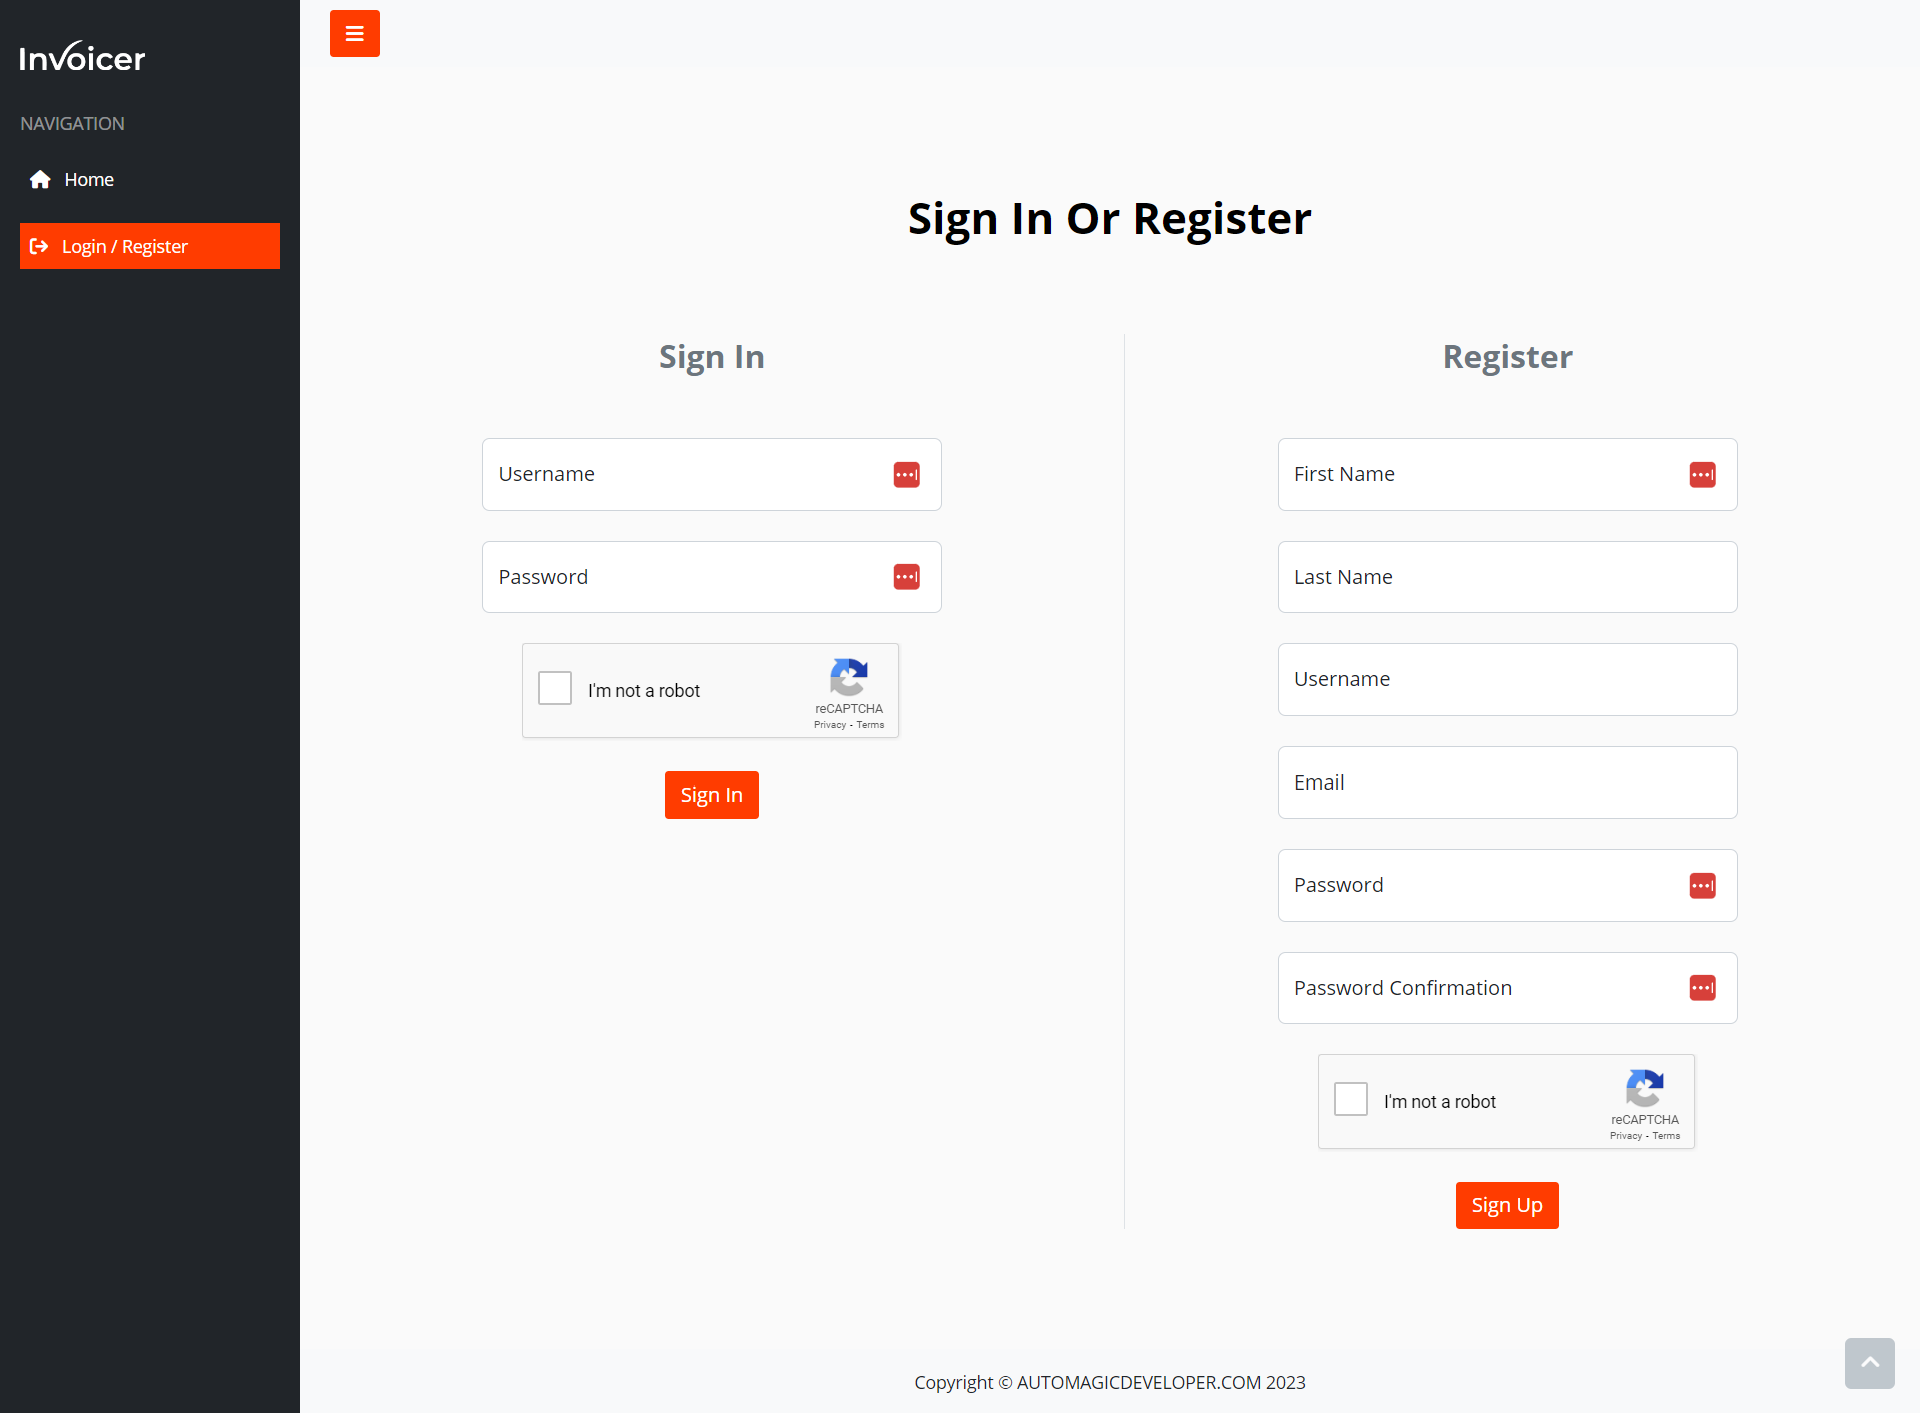 Invoicer
NAVIGATION
Home
Login / Register
Sign In Or Register
Sign In
Username
Password
I'm not a robot
reCAPTCHA
Privacy - Terms
Sign In
Register
First Name
Last Name
Username
Email
Password
Password Confirmation
I'm not a robot
reCAPTCHA
Privacy - Terms
Sign Up
Copyright © AUTOMAGICDEVELOPER.COM 2023